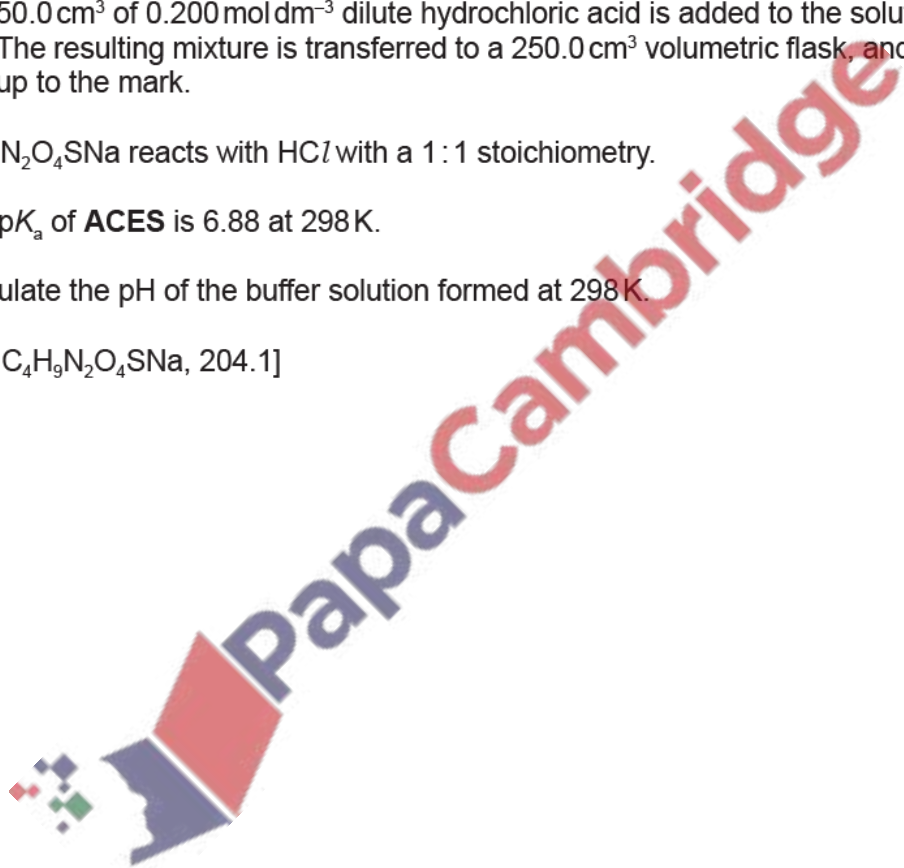 50.0 cm³ of 0.200 mol dm⁻³ dilute hydrochloric acid is added to the solu
The resulting mixture is transferred to a 250.0 cm³ volumetric flask, and
up to the mark.
N₂O₄SNa reacts with HCl with a 1 : 1 stoichiometry.
pKₐ of ACES is 6.88 at 298 K.
ulate the pH of the buffer solution formed at 298 K.
C₄H₉N₂O₄SNa, 204.1]
PapaCambridge